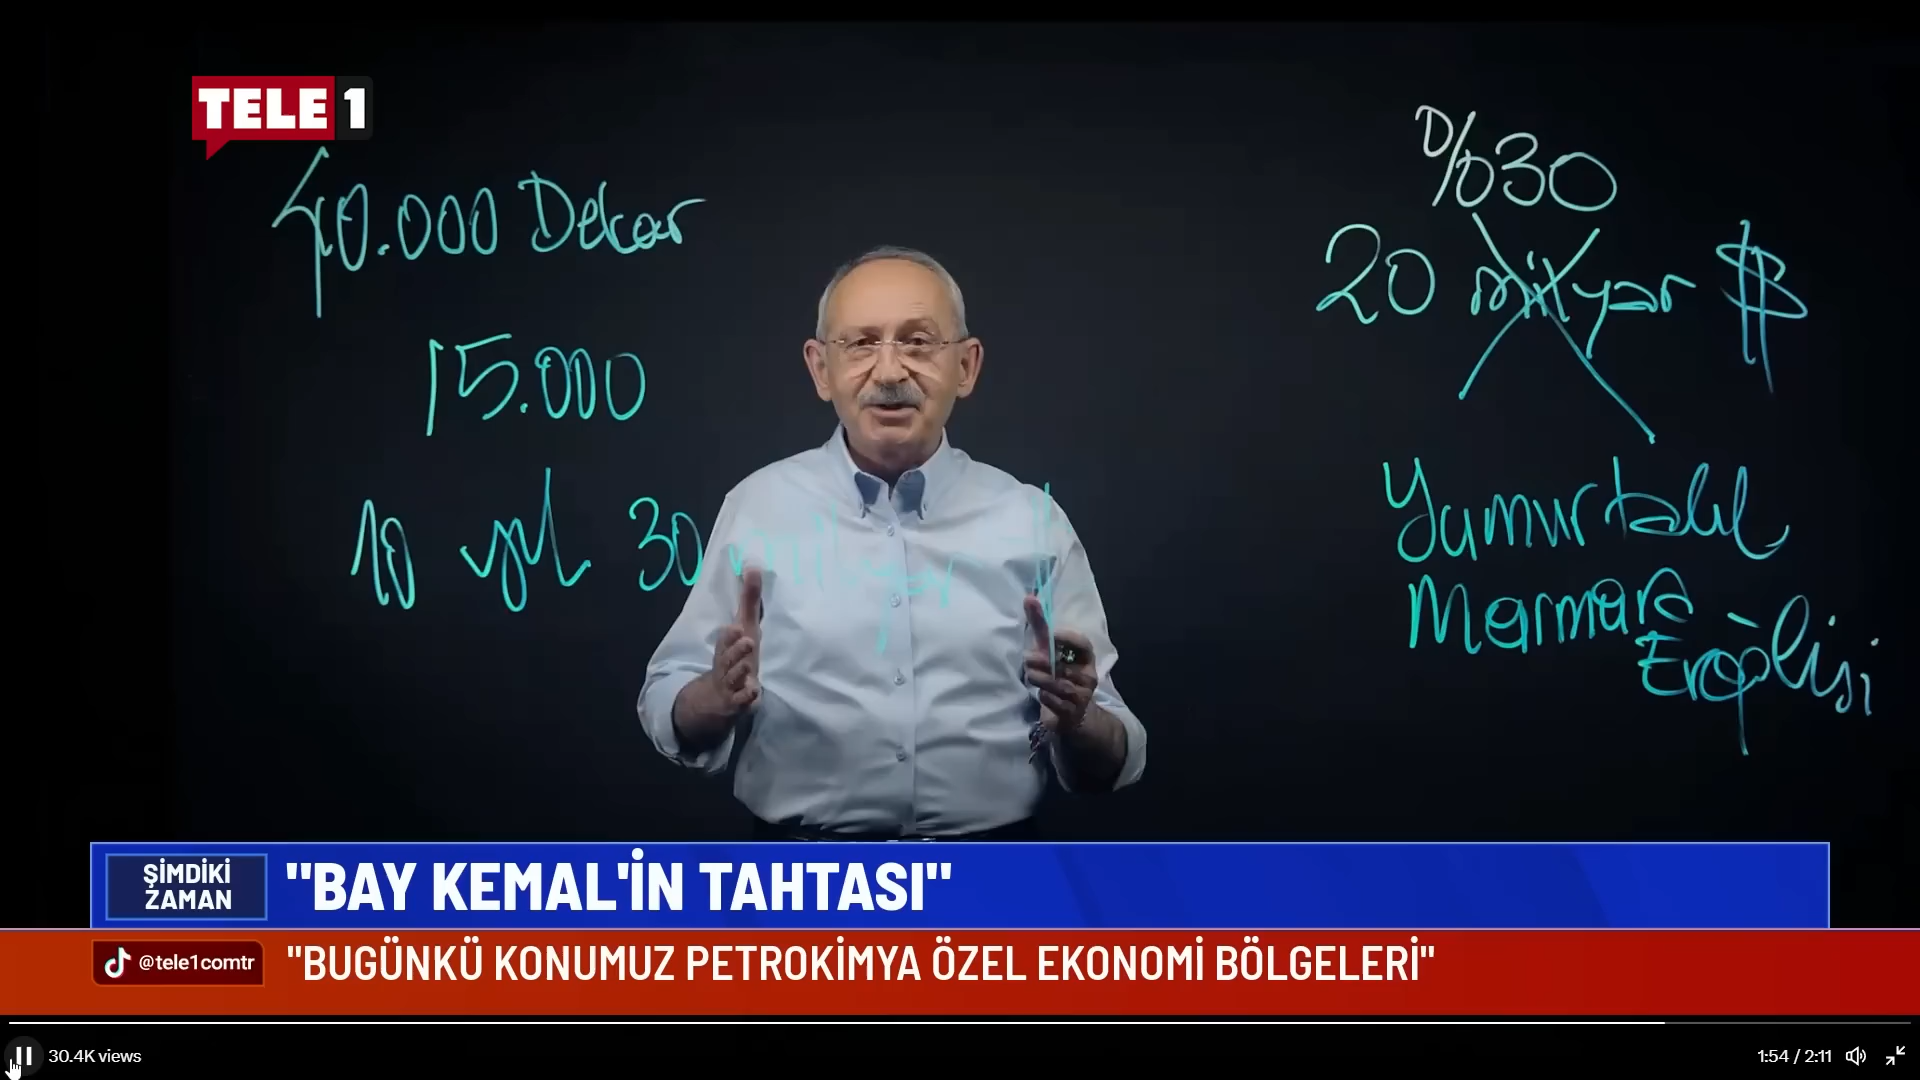 TELE 1
40.000 Dekar
15.000
10 yıl 30 milyar $
%30
20 milyar $
Yumurtalık
Marmara
Ereğlisi
ŞİMDİKİ
ZAMAN
"BAY KEMAL'İN TAHTASI"
@tele1comtr
"BUGÜNKÜ KONUMUZ PETROKİMYA ÖZEL EKONOMİ BÖLGELERİ"
30.4K views
1:54 / 2:11